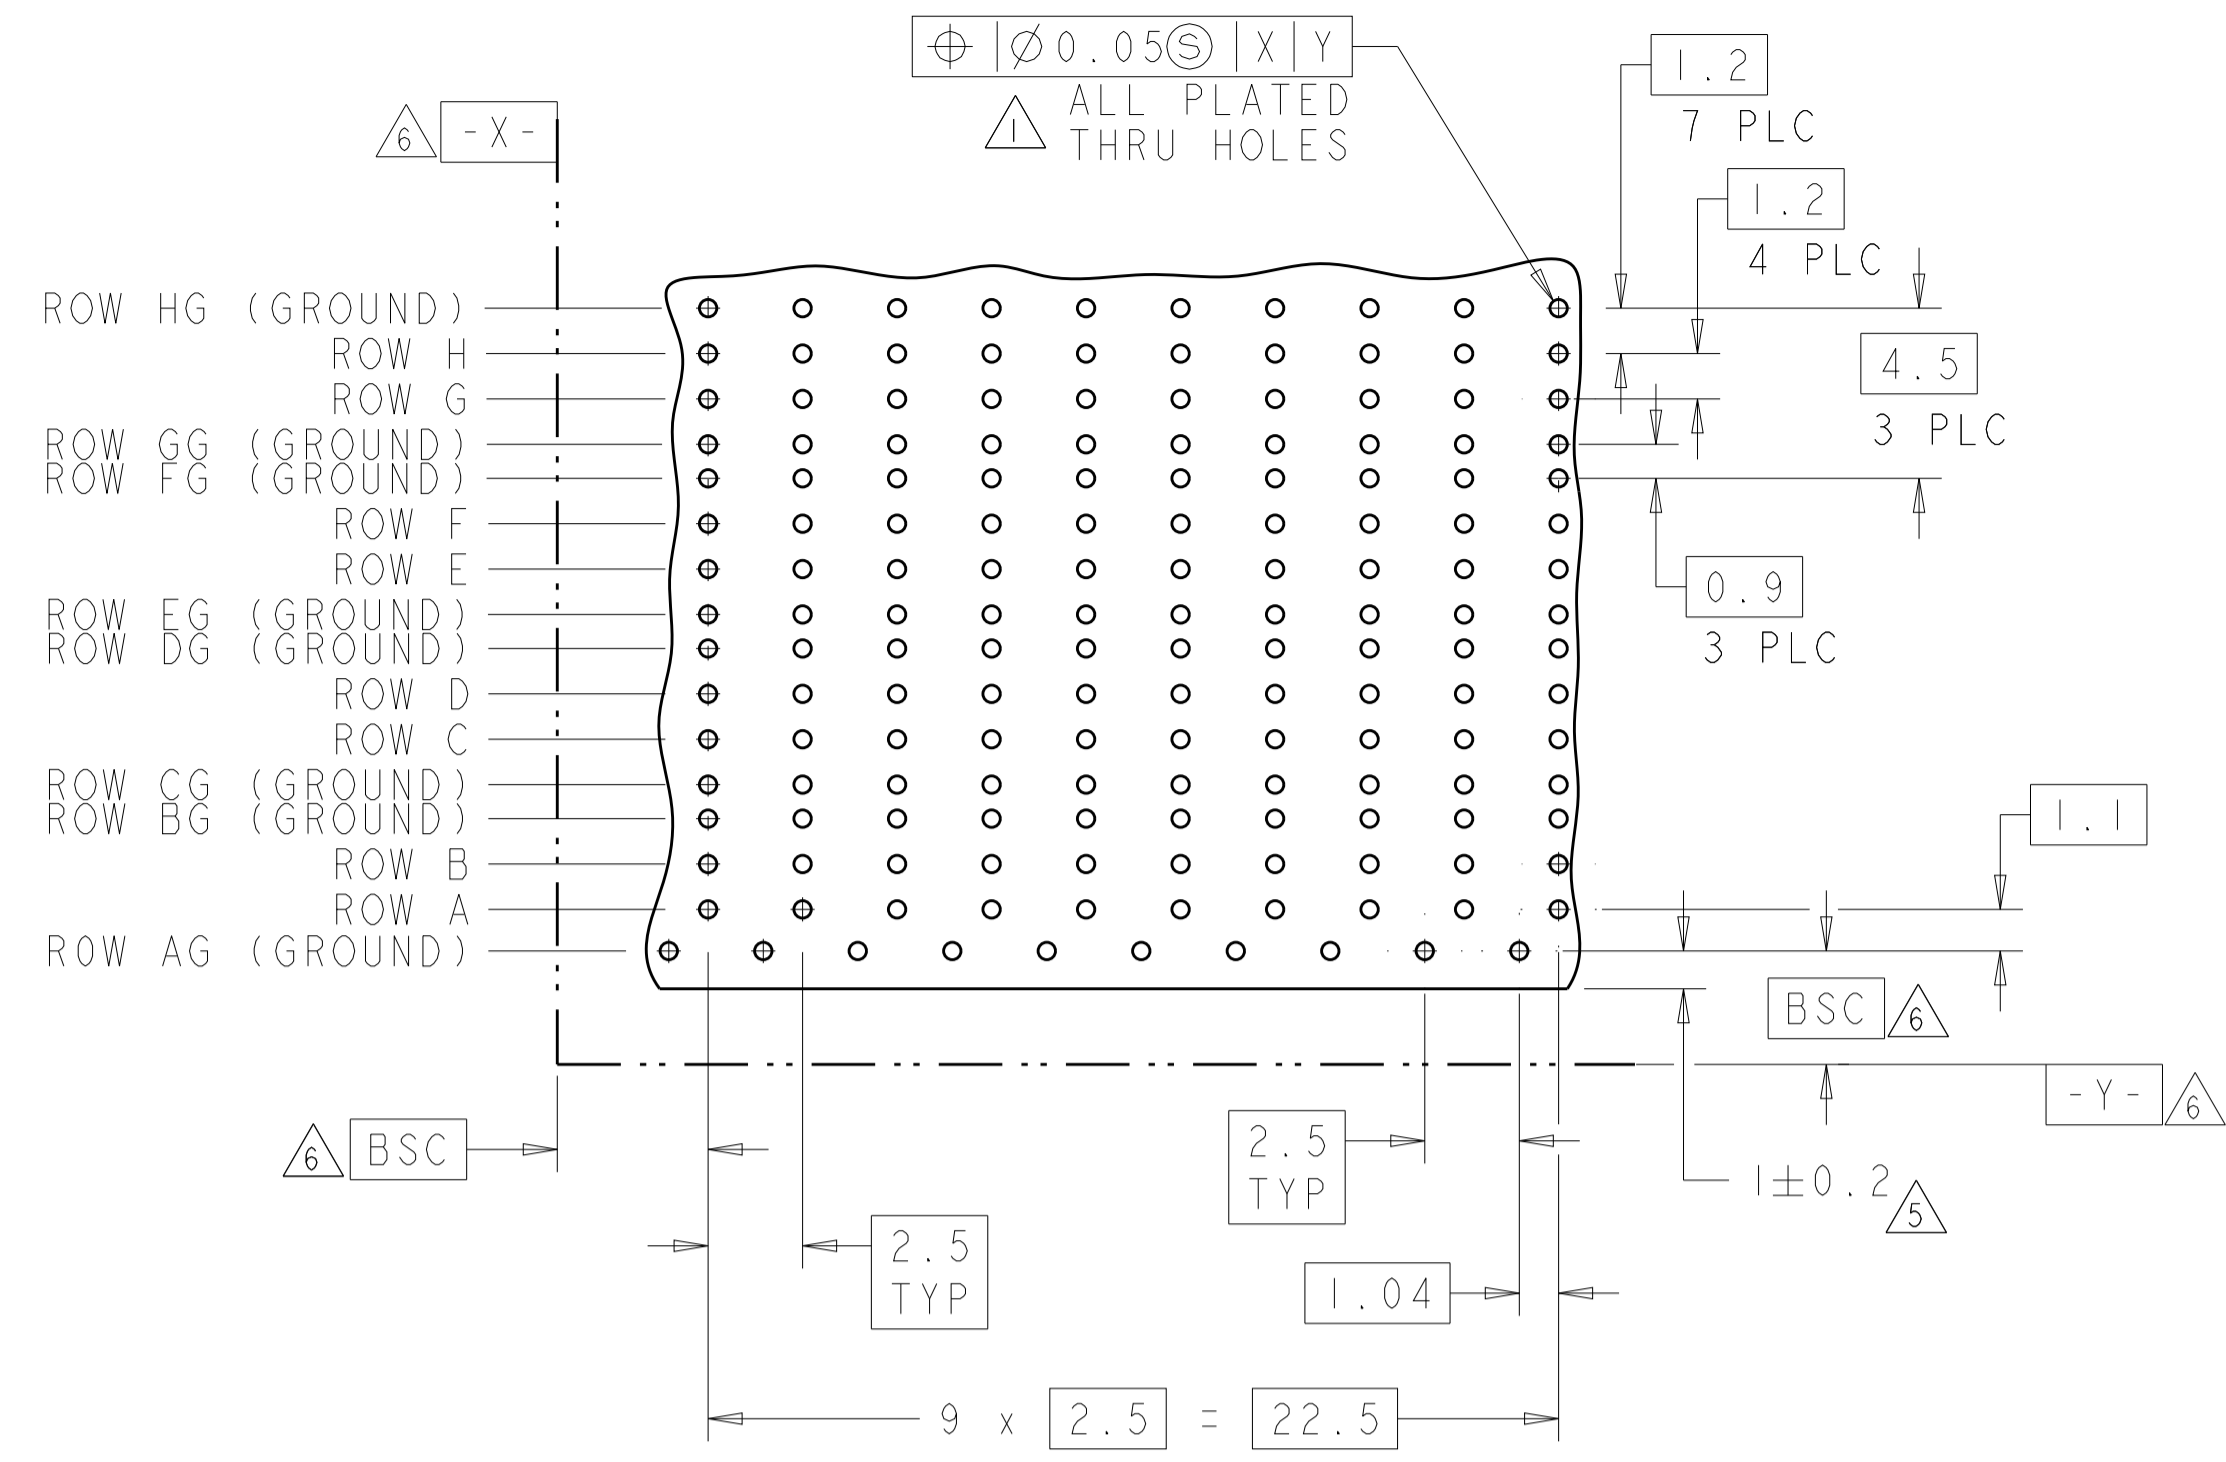 ⌖ ⌀0.05Ⓢ X Y
1 ALL PLATED
THRU HOLES
6 -X-
1.2
7 PLC
1.2
4 PLC
4.5
3 PLC
0.9
3 PLC
ROW HG (GROUND)
ROW H
ROW G
ROW GG (GROUND)
ROW FG (GROUND)
ROW F
ROW E
ROW EG (GROUND)
ROW DG (GROUND)
ROW D
ROW C
ROW CG (GROUND)
ROW BG (GROUND)
ROW B
ROW A
ROW AG (GROUND)
1.1
BSC 6
-Y- 6
1±0.2 5
6 BSC
2.5
TYP
2.5
TYP
1.04
9 x 2.5 = 22.5